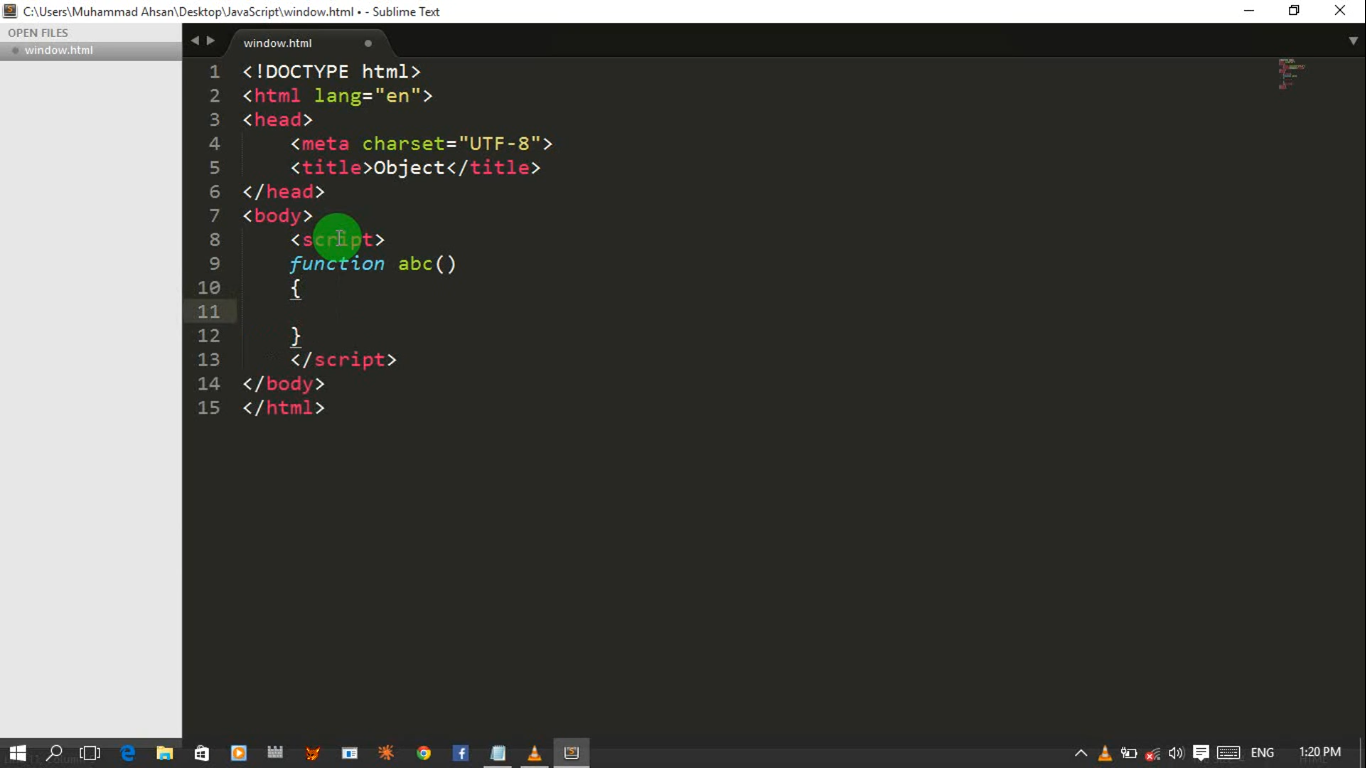 C:\Users\Muhammad Ahsan\Desktop\JavaScript\window.html • - Sublime Text
OPEN FILES
window.html
window.html
1 <!DOCTYPE html>
2 <html lang="en">
3 <head>
4 <meta charset="UTF-8">
5 <title>Object</title>
6 </head>
7 <body>
8 <script>
9 function abc()
10 {
11
12 }
13 </script>
14 </body>
15 </html>
ENG
1:20 PM